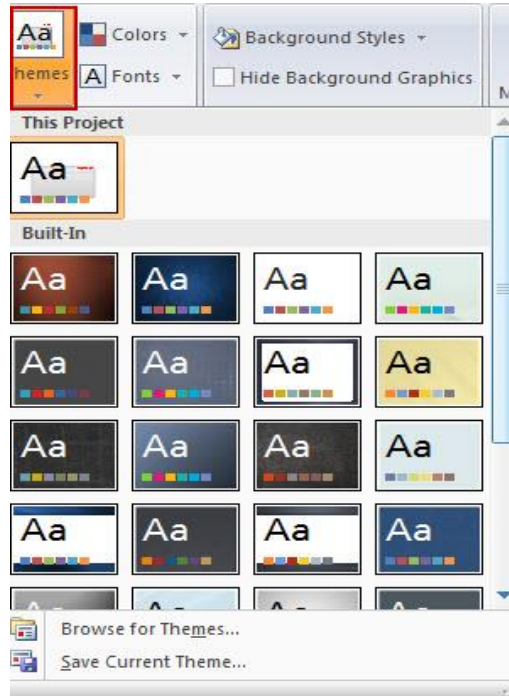 Aä Colors Background Styles
hemes A Fonts Hide Background Graphics
This Project
Aa
Built-In
Aa Aa Aa Aa
Aa Aa Aa Aa
Aa Aa Aa Aa
Aa Aa Aa Aa
Browse for Themes...
Save Current Theme...